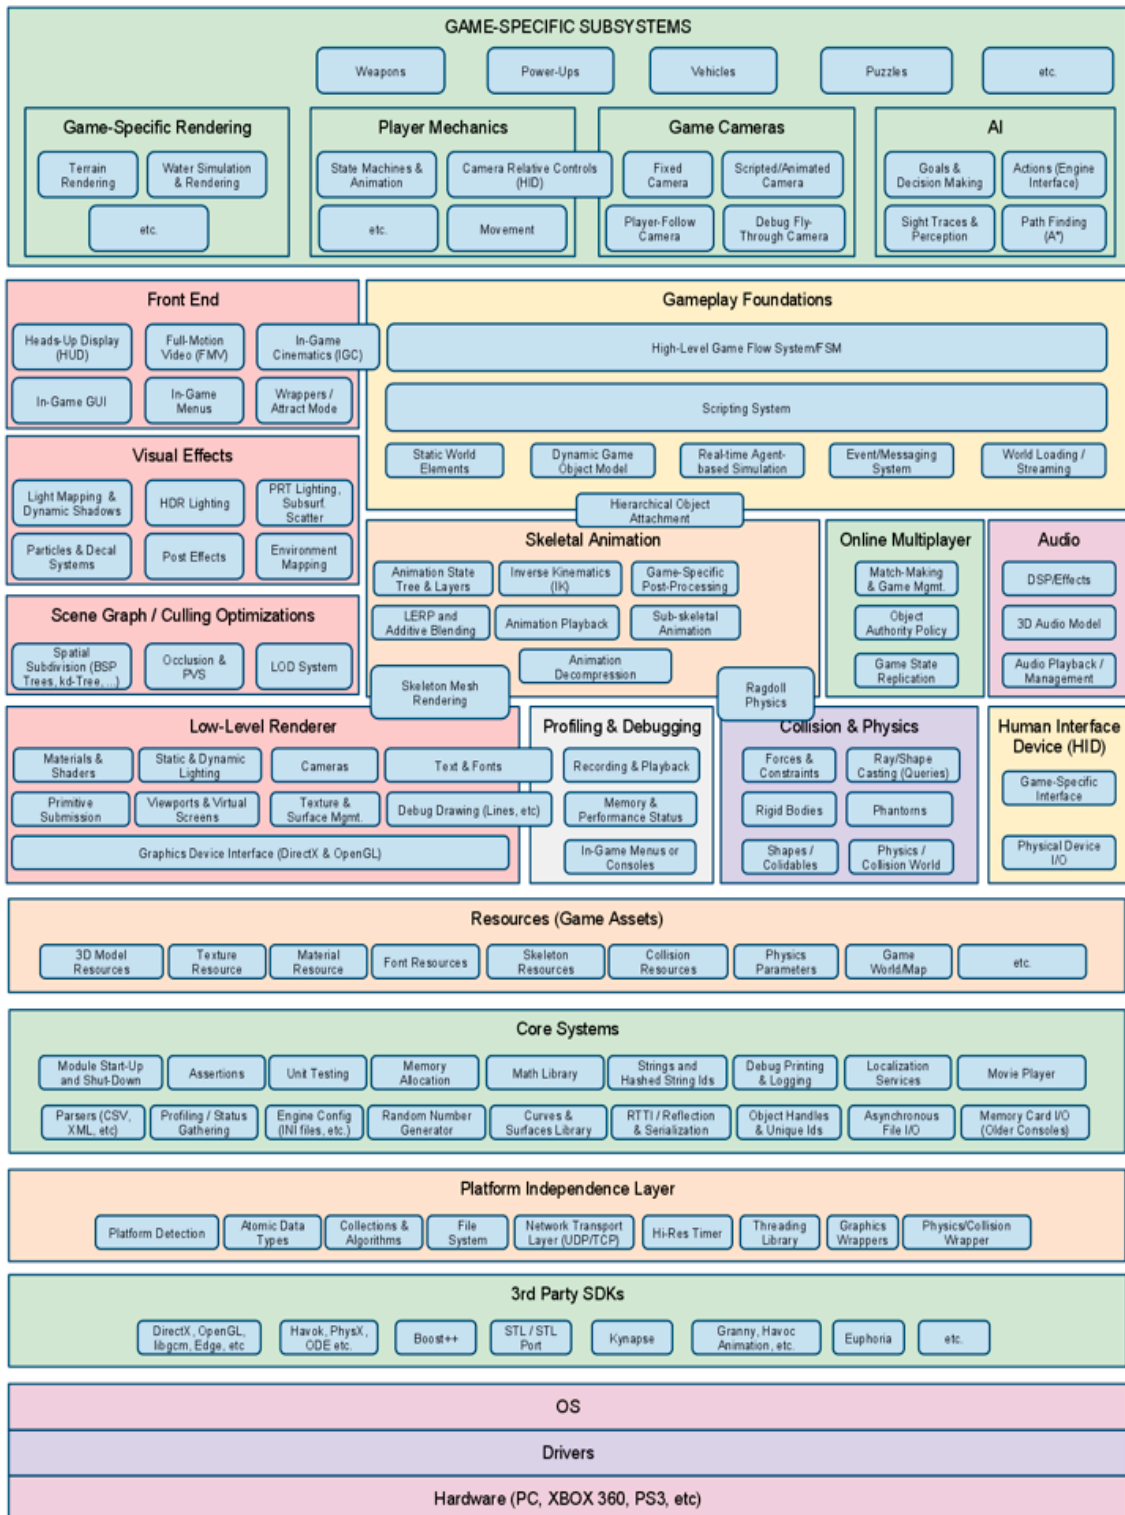 GAME-SPECIFIC SUBSYSTEMS
Weapons
Power-Ups
Vehicles
Puzzles
etc.
Game-Specific Rendering
Terrain
Rendering
Water Simulation
& Rendering
etc.
Player Mechanics
State Machines &
Animation
Camera Relative Controls
(HID)
etc.
Movement
Game Cameras
Fixed
Camera
Scripted/Animated
Camera
Player-Follow
Camera
Debug Fly-
Through Camera
AI
Goals &
Decision Making
Actions (Engine
Interface)
Sight Traces &
Perception
Path Finding
(A*)
Front End
Heads-Up Display
(HUD)
Full-Motion
Video (FMV)
In-Game
Cinematics (IGC)
In-Game GUI
In-Game
Menus
Wrappers /
Attract Mode
Gameplay Foundations
High-Level Game Flow System/FSM
Scripting System
Static World
Elements
Dynamic Game
Object Model
Real-time Agent-
based Simulation
Event/Messaging
System
World Loading /
Streaming
Hierarchical Object
Attachment
Visual Effects
Light Mapping &
Dynamic Shadows
HDR Lighting
PRT Lighting,
Subsurf.
Scatter
Particles & Decal
Systems
Post Effects
Environment
Mapping
Skeletal Animation
Animation State
Tree & Layers
Inverse Kinematics
(IK)
Game-Specific
Post-Processing
LERP and
Additive Blending
Animation Playback
Sub-skeletal
Animation
Animation
Decompression
Skeleton Mesh
Rendering
Ragdoll
Physics
Online Multiplayer
Match-Making
& Game Mgmt.
Object
Authority Policy
Game State
Replication
Audio
DSP/Effects
3D Audio Model
Audio Playback /
Management
Scene Graph / Culling Optimizations
Spatial
Subdivision (BSP
Trees, kd-Tree, ...)
Occlusion &
PVS
LOD System
Low-Level Renderer
Materials &
Shaders
Static & Dynamic
Lighting
Cameras
Text & Fonts
Primitive
Submission
Viewports & Virtual
Screens
Texture &
Surface Mgmt.
Debug Drawing (Lines, etc)
Graphics Device Interface (DirectX & OpenGL)
Profiling & Debugging
Recording & Playback
Memory &
Performance Status
In-Game Menus or
Consoles
Collision & Physics
Forces &
Constraints
Ray/Shape
Casting (Queries)
Rigid Bodies
Phantorns
Shapes /
Colidables
Physics /
Collision World
Human Interface
Device (HID)
Game-Specific
Interface
Physical Device
I/O
Resources (Game Assets)
3D Model
Resources
Texture
Resource
Material
Resource
Font Resources
Skeleton
Resources
Collision
Resources
Physics
Parameters
Game
World/Map
etc.
Core Systems
Module Start-Up
and Shut-Down
Assertions
Unit Testing
Memory
Allocation
Math Library
Strings and
Hashed String Ids
Debug Printing
& Logging
Localization
Services
Movie Player
Parsers (CSV,
XML, etc)
Profiling / Status
Gathering
Engine Config
(INI files, etc.)
Random Number
Generator
Curves &
Surfaces Library
RTTI / Reflection
& Serialization
Object Handles
& Unique Ids
Asynchronous
File I/O
Memory Card I/O
(Older Consoles)
Platform Independence Layer
Platform Detection
Atomic Data
Types
Collections &
Algorithms
File
System
Network Transport
Layer (UDP/TCP)
Hi-Res Timer
Threading
Library
Graphics
Wrappers
Physics/Collision
Wrapper
3rd Party SDKs
DirectX, OpenGL,
libgcm, Edge, etc
Havok, PhysX,
ODE etc.
Boost++
STL / STL
Port
Kynapse
Granny, Havoc
Animation, etc.
Euphoria
etc.
OS
Drivers
Hardware (PC, XBOX 360, PS3, etc)